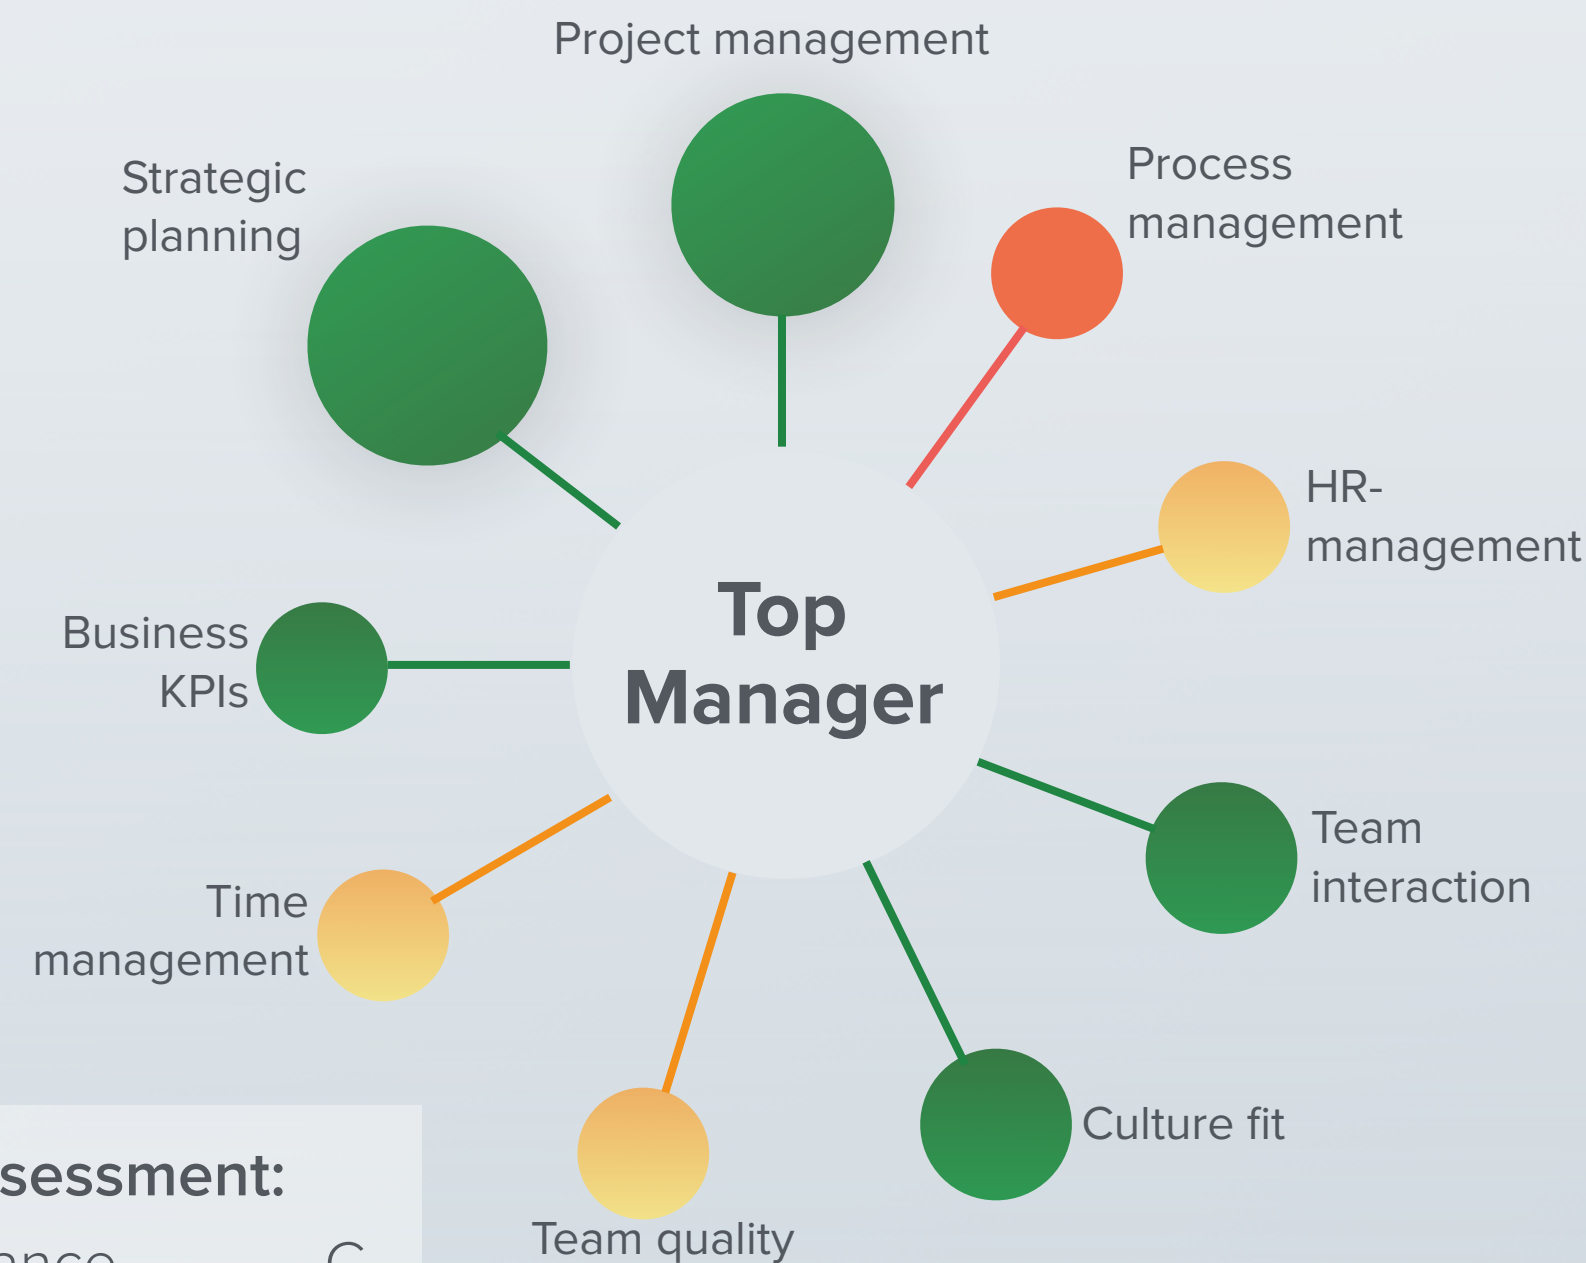 Project management
Strategic
planning
Process
management
HR-
management
Top
Manager
Business
KPIs
Team
interaction
Time
management
Culture fit
Team quality
sessment: